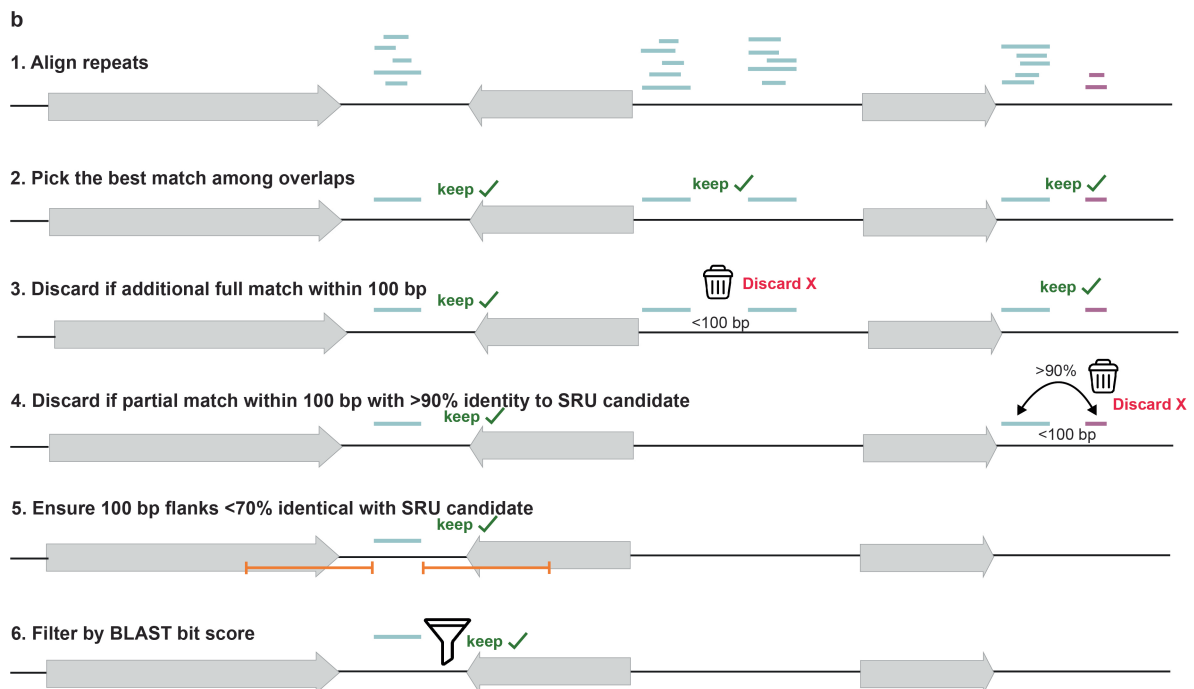 b
1. Align repeats
2. Pick the best match among overlaps
keep
keep
keep
3. Discard if additional full match within 100 bp
keep
Discard X
<100 bp
keep
4. Discard if partial match within 100 bp with >90% identity to SRU candidate
keep
>90%
Discard X
<100 bp
5. Ensure 100 bp flanks <70% identical with SRU candidate
keep
6. Filter by BLAST bit score
keep